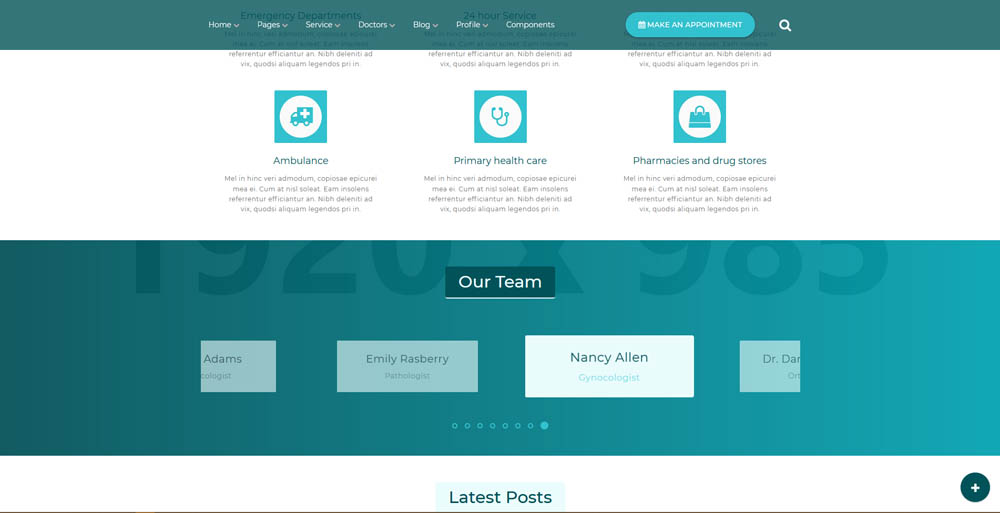 Emergency Departments
24 hour Service
Home
Pages
Service
Doctors
Blog
Profile
Components
MAKE AN APPOINTMENT
Mel in hinc veri admodum, copiosae epicurei
mea ei. Cum at nisl soleat. Eam insolens
referrentur efficiantur an. Nibh deleniti ad
vix, quodsi aliquam legendos pri in.
Mel in hinc veri admodum, copiosae epicurei
mea ei. Cum at nisl soleat. Eam insolens
referrentur efficiantur an. Nibh deleniti ad
vix, quodsi aliquam legendos pri in.
Mel in hinc veri admodum, copiosae epicurei
mea ei. Cum at nisl soleat. Eam insolens
referrentur efficiantur an. Nibh deleniti ad
vix, quodsi aliquam legendos pri in.
Ambulance
Mel in hinc veri admodum, copiosae epicurei
mea ei. Cum at nisl soleat. Eam insolens
referrentur efficiantur an. Nibh deleniti ad
vix, quodsi aliquam legendos pri in.
Primary health care
Mel in hinc veri admodum, copiosae epicurei
mea ei. Cum at nisl soleat. Eam insolens
referrentur efficiantur an. Nibh deleniti ad
vix, quodsi aliquam legendos pri in.
Pharmacies and drug stores
Mel in hinc veri admodum, copiosae epicurei
mea ei. Cum at nisl soleat. Eam insolens
referrentur efficiantur an. Nibh deleniti ad
vix, quodsi aliquam legendos pri in.
1920 x 985
Our Team
Adams
cologist
Emily Rasberry
Pathologist
Nancy Allen
Gynocologist
Dr. Dar
Ort
Latest Posts
+